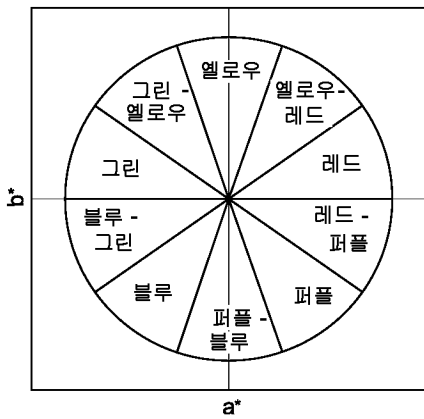 옐로우
그린 -
옐로우
옐로우-
레드
그린
레드
b*
블루 -
그린
레드 -
퍼플
블루
퍼플 -
블루
퍼플
a*